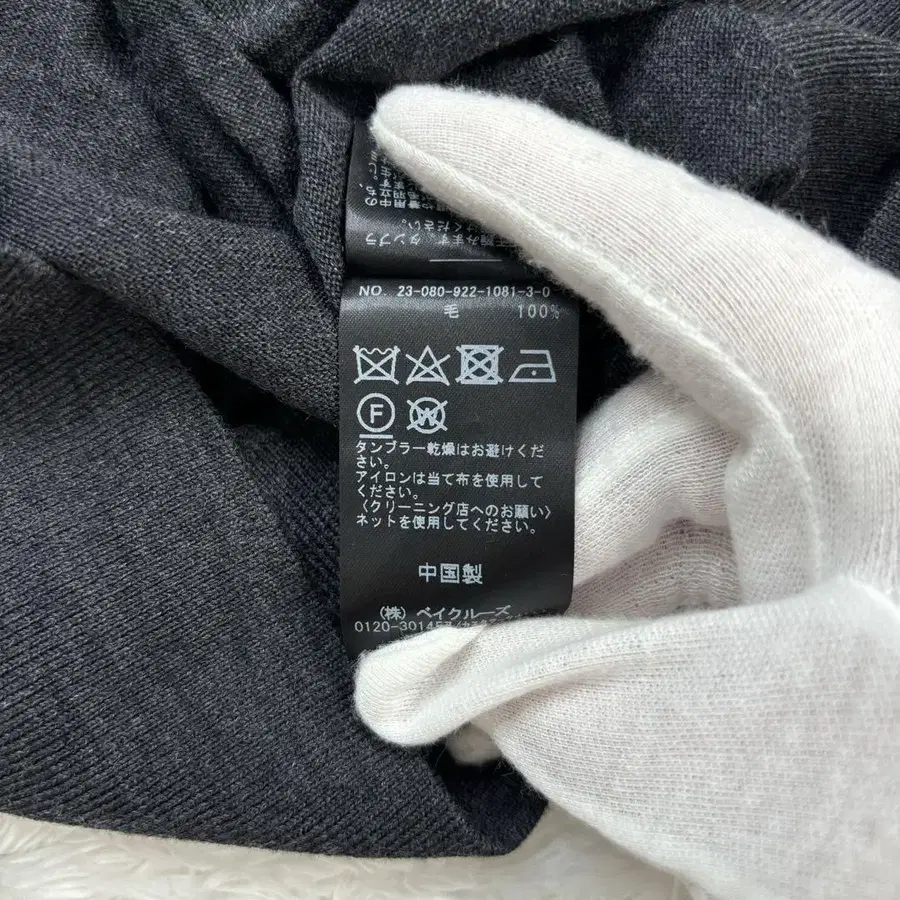 NO. 23-080-922-1081-3-0
毛 100%
F
W
タンブラー乾燥はお避けくだ
さい。
アイロンは当て布を使用して
ください。
〈クリーニング店へのお願い〉
ネットを使用してください。
中国製
(株) ベイクルーズ